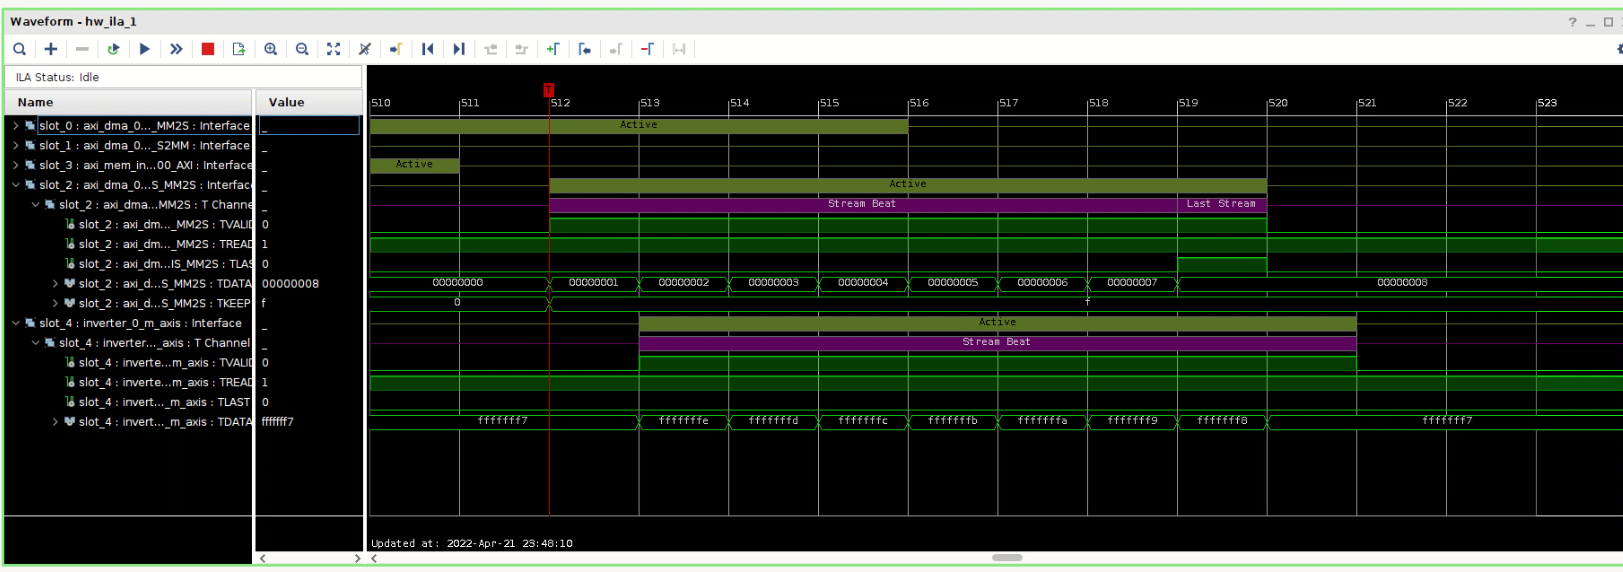 Waveform - hw_ila_1
ILA Status: Idle
Name Value
T
510 511 512 513 514 515 516 517 518 519 520 521 522 523
slot_0 : axi_dma_0..._MM2S : Interface _ Active
slot_1 : axi_dma_0..._S2MM : Interface _
slot_3 : axi_mem_in...00_AXI : Interface _ Active
slot_2 : axi_dma_0...S_MM2S : Interfac _ Active
slot_2 : axi_dma..._MM2S : T Channe _ Stream Beat Last Stream
slot_2 : axi_dm..._MM2S : TVALID 0
slot_2 : axi_dm..._MM2S : TREAD 1
slot_2 : axi_dm...IS_MM2S : TLAS 0
slot_2 : axi_d...S_MM2S : TDATA 00000008 00000000 00000001 00000002 00000003 00000004 00000005 00000006 00000007 00000008
slot_2 : axi_d...S_MM2S : TKEEP f 0 f
slot_4 : inverter_0_m_axis : Interface _ Active
slot_4 : inverter..._axis : T Channel _ Stream Beat
slot_4 : inverte...m_axis : TVALID 0
slot_4 : inverte...m_axis : TREAD 1
slot_4 : invert..._m_axis : TLAST 0
slot_4 : invert..._m_axis : TDATA fffffff7 fffffff7 fffffffe fffffffd fffffffc fffffffb fffffffa fffffff9 fffffff8 fffffff7
Updated at: 2022-Apr-21 23:48:10